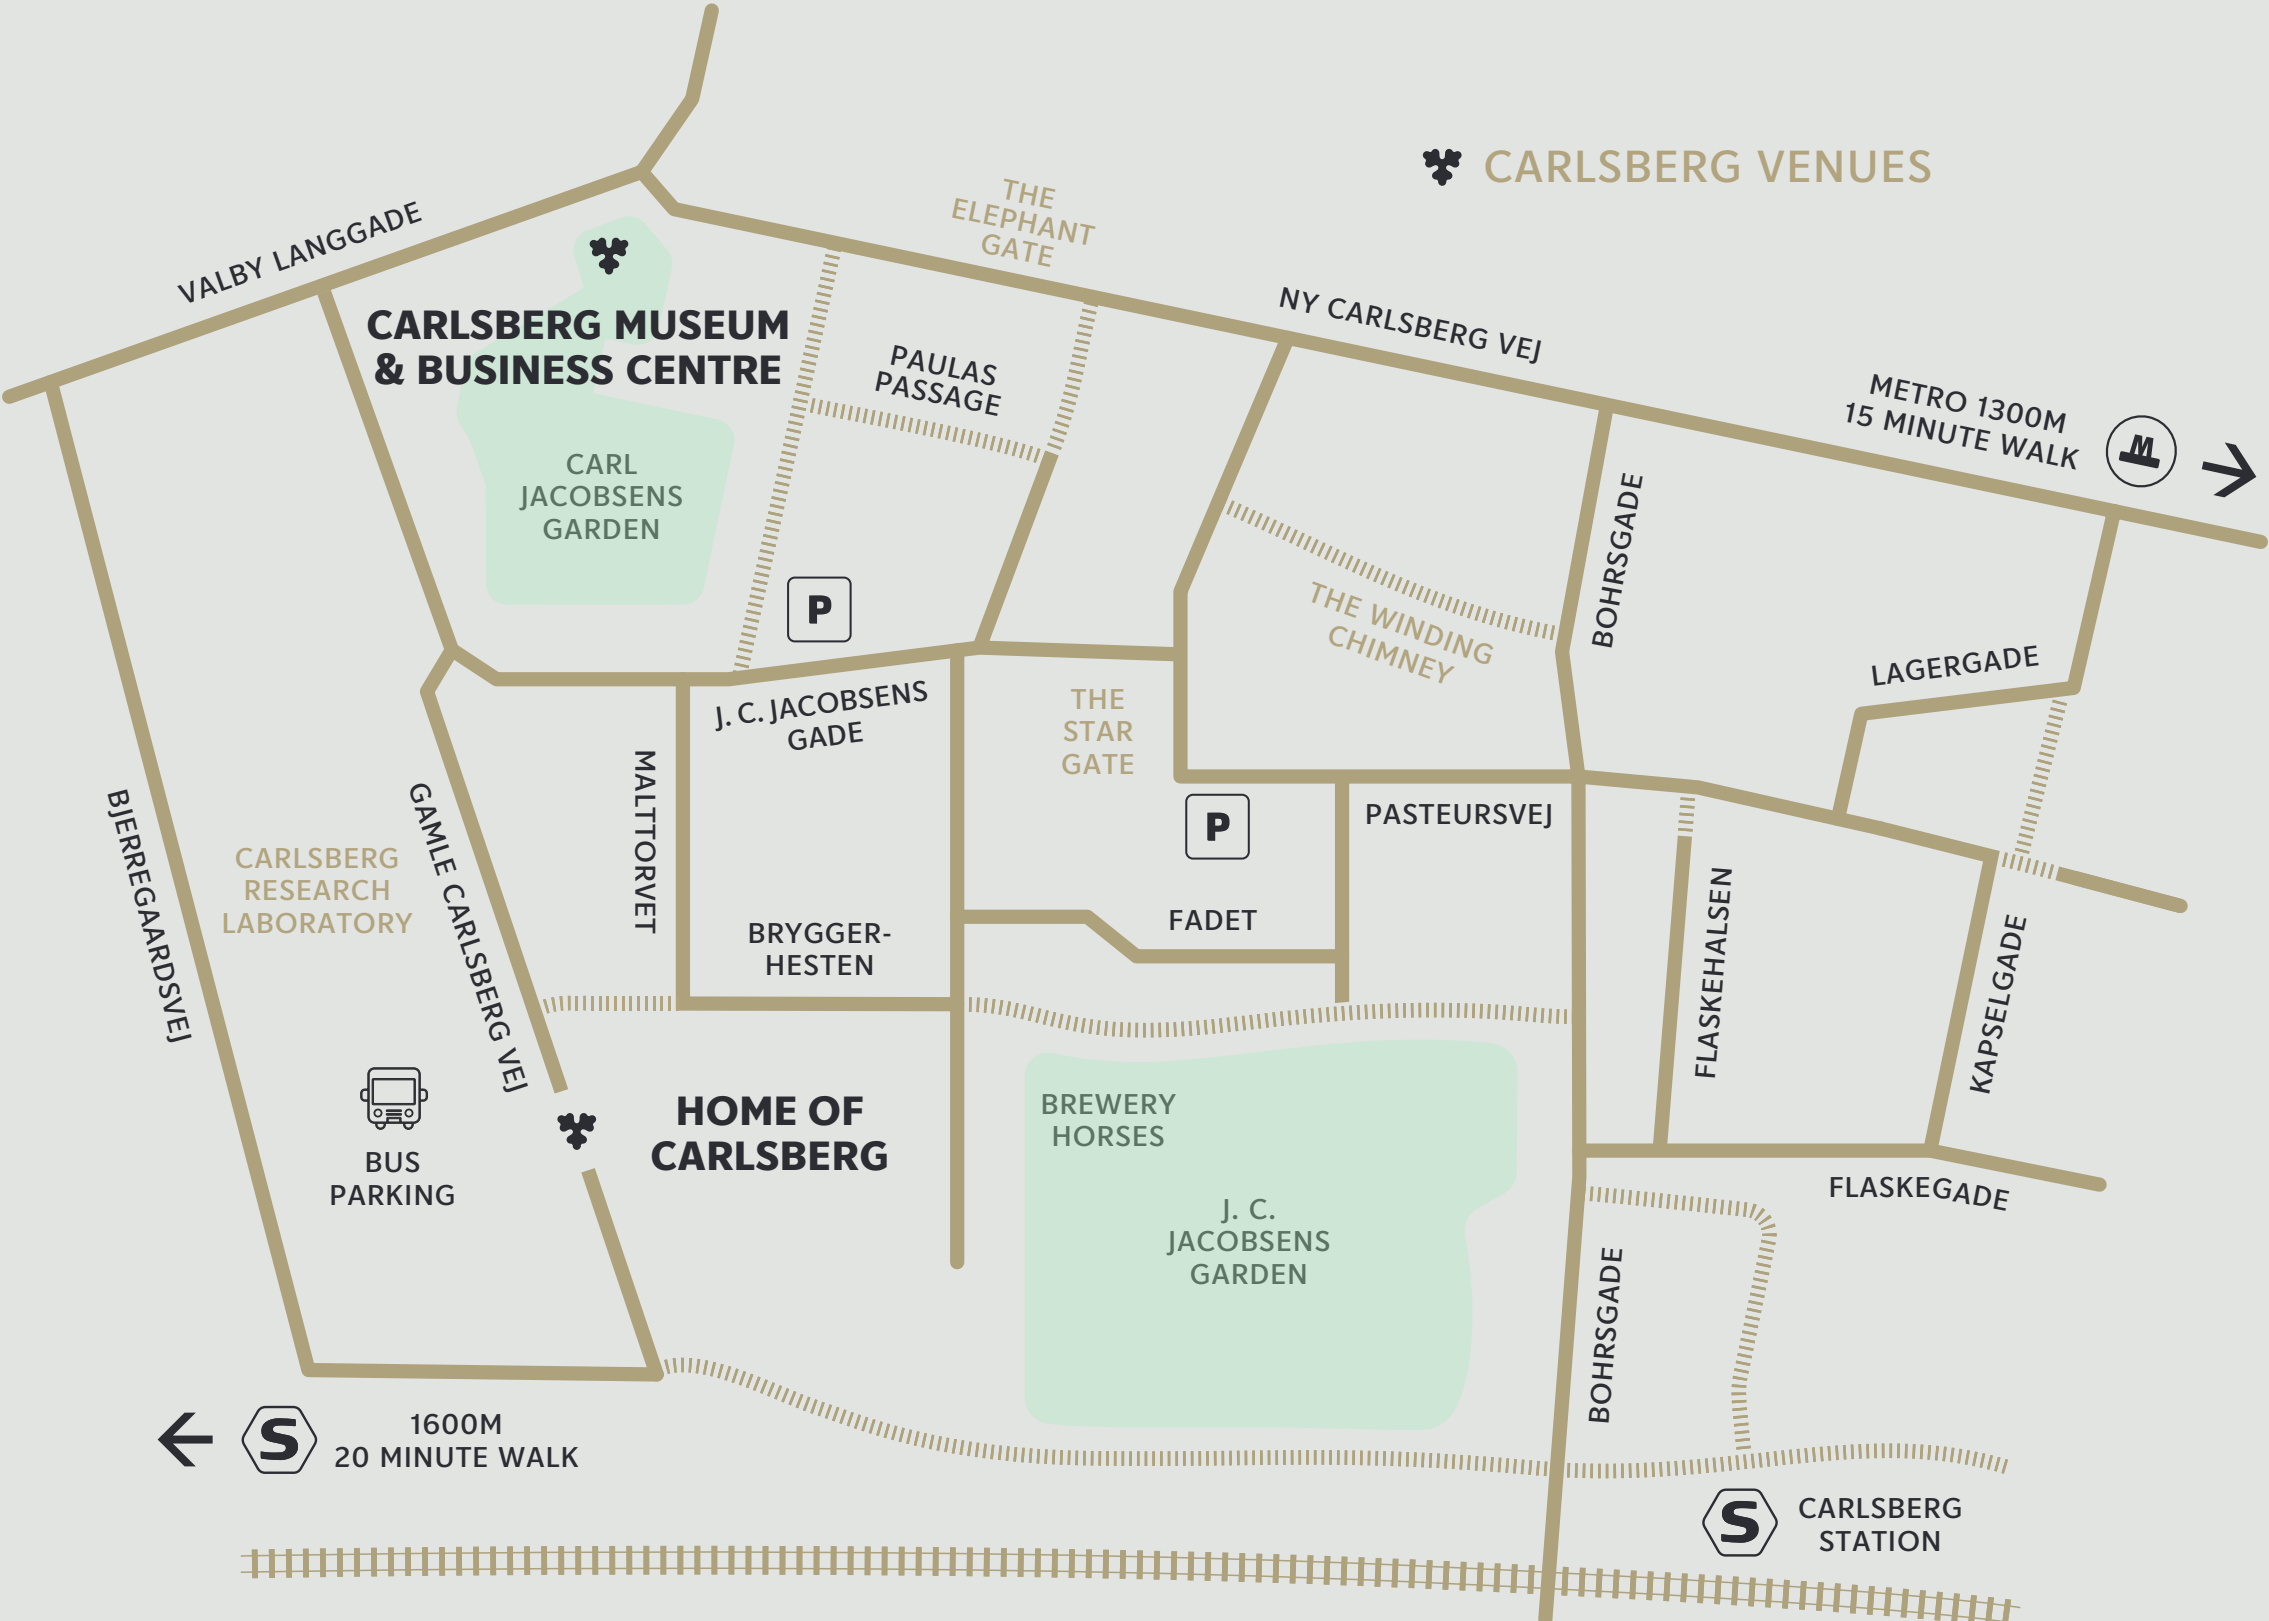 CARLSBERG VENUES
THE
ELEPHANT
GATE
VALBY LANGGADE
NY CARLSBERG VEJ
CARLSBERG MUSEUM
& BUSINESS CENTRE
PAULAS
PASSAGE
METRO 1300M
15 MINUTE WALK
M
CARL
JACOBSENS
GARDEN
BOHRSGADE
P
THE WINDING
CHIMNEY
LAGERGADE
J. C. JACOBSENS
GADE
THE
STAR
GATE
MALTTORVET
P
PASTEURSVEJ
BJERREGAARDSVEJ
GAMLE CARLSBERG VEJ
CARLSBERG
RESEARCH
LABORATORY
BRYGGER-
HESTEN
FADET
FLASKEHALSEN
KAPSELGADE
BUS
PARKING
HOME OF
CARLSBERG
BREWERY
HORSES
J. C.
JACOBSENS
GARDEN
FLASKEGADE
BOHRSGADE
S
1600M
20 MINUTE WALK
S
CARLSBERG
STATION